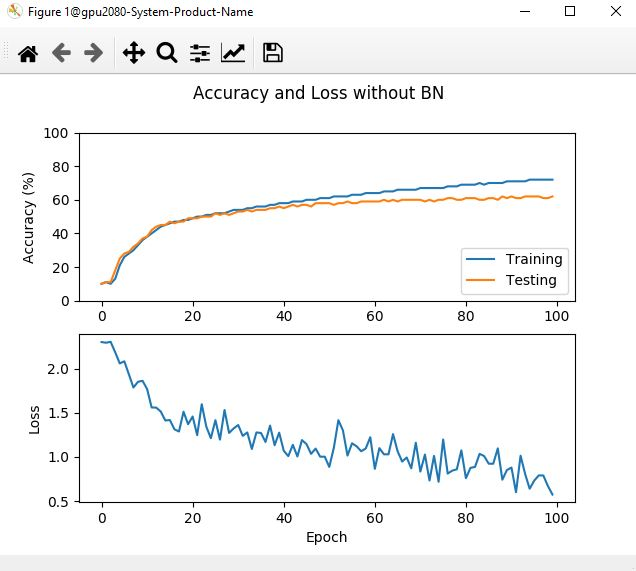 Figure 1@gpu2080-System-Product-Name
Accuracy and Loss without BN
100
80
60
40
20
0
Accuracy (%)
Training
Testing
0 20 40 60 80 100
2.0
1.5
1.0
0.5
Loss
0 20 40 60 80 100
Epoch